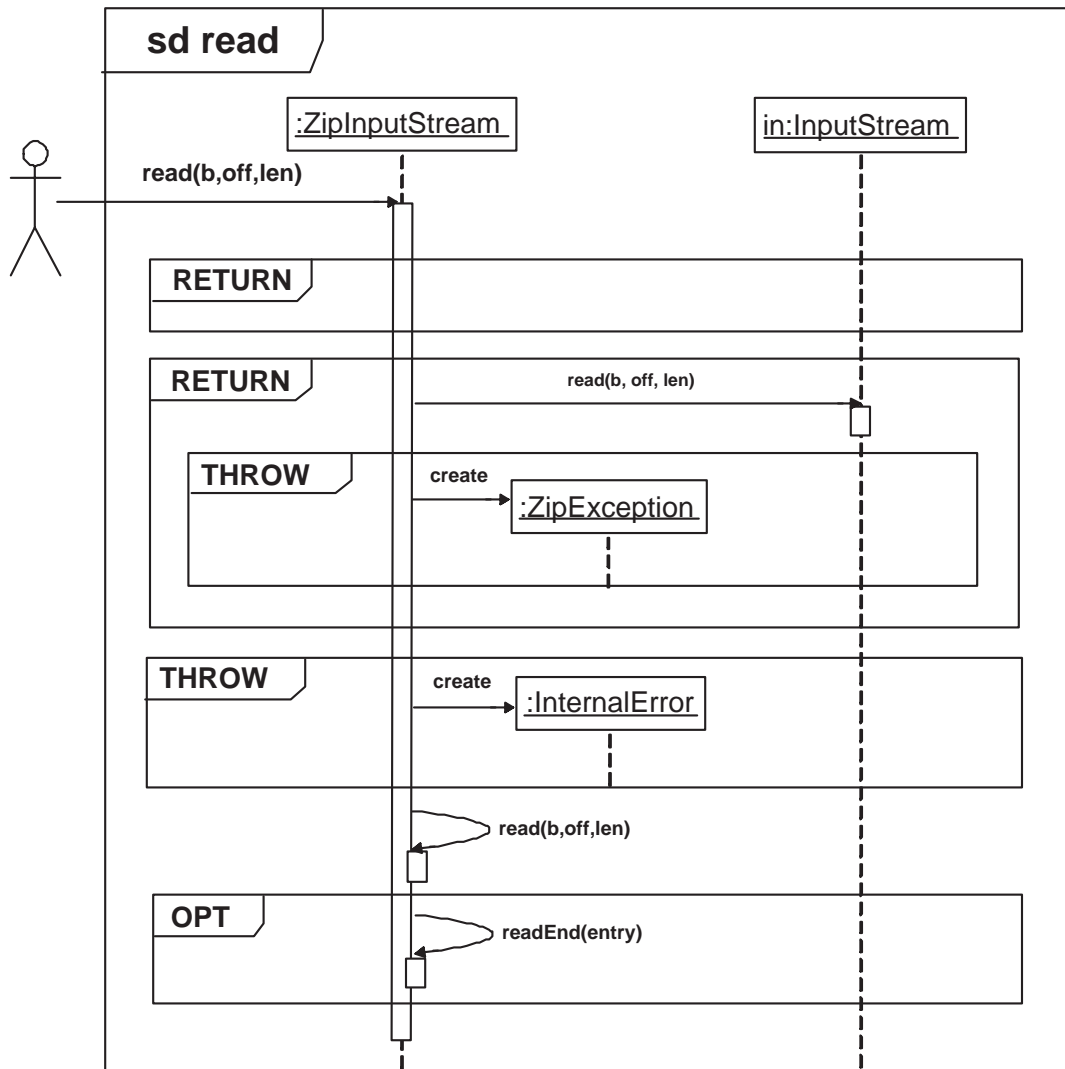 sd read
:ZipInputStream
in:InputStream
read(b,off,len)
RETURN
RETURN
read(b, off, len)
THROW
create
:ZipException
THROW
create
:InternalError
read(b,off,len)
OPT
readEnd(entry)